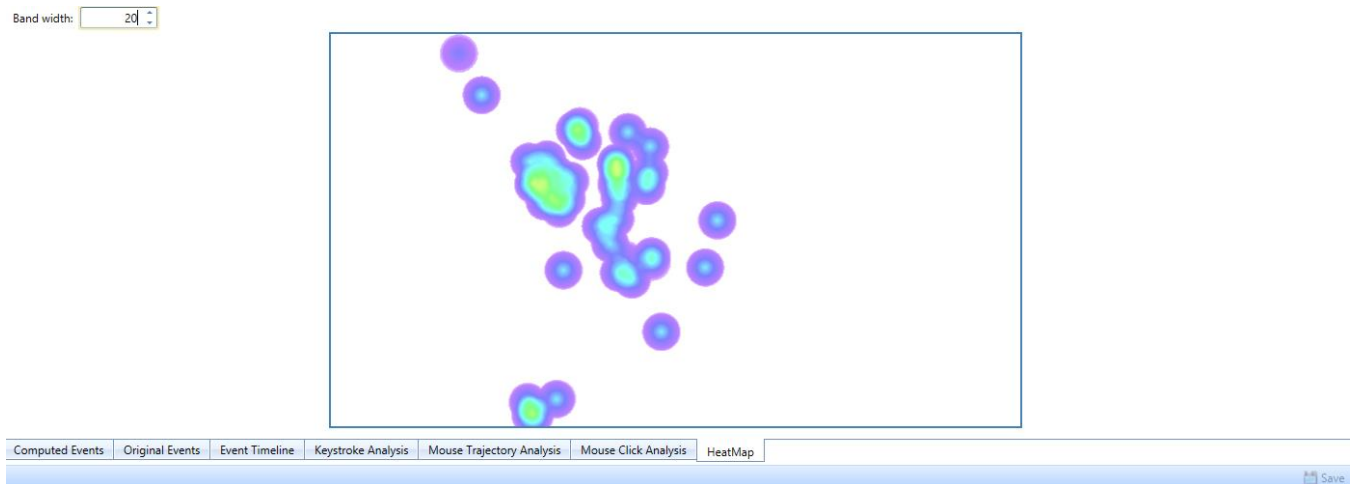 Band width: 20
Computed Events Original Events Event Timeline Keystroke Analysis Mouse Trajectory Analysis Mouse Click Analysis HeatMap
Save